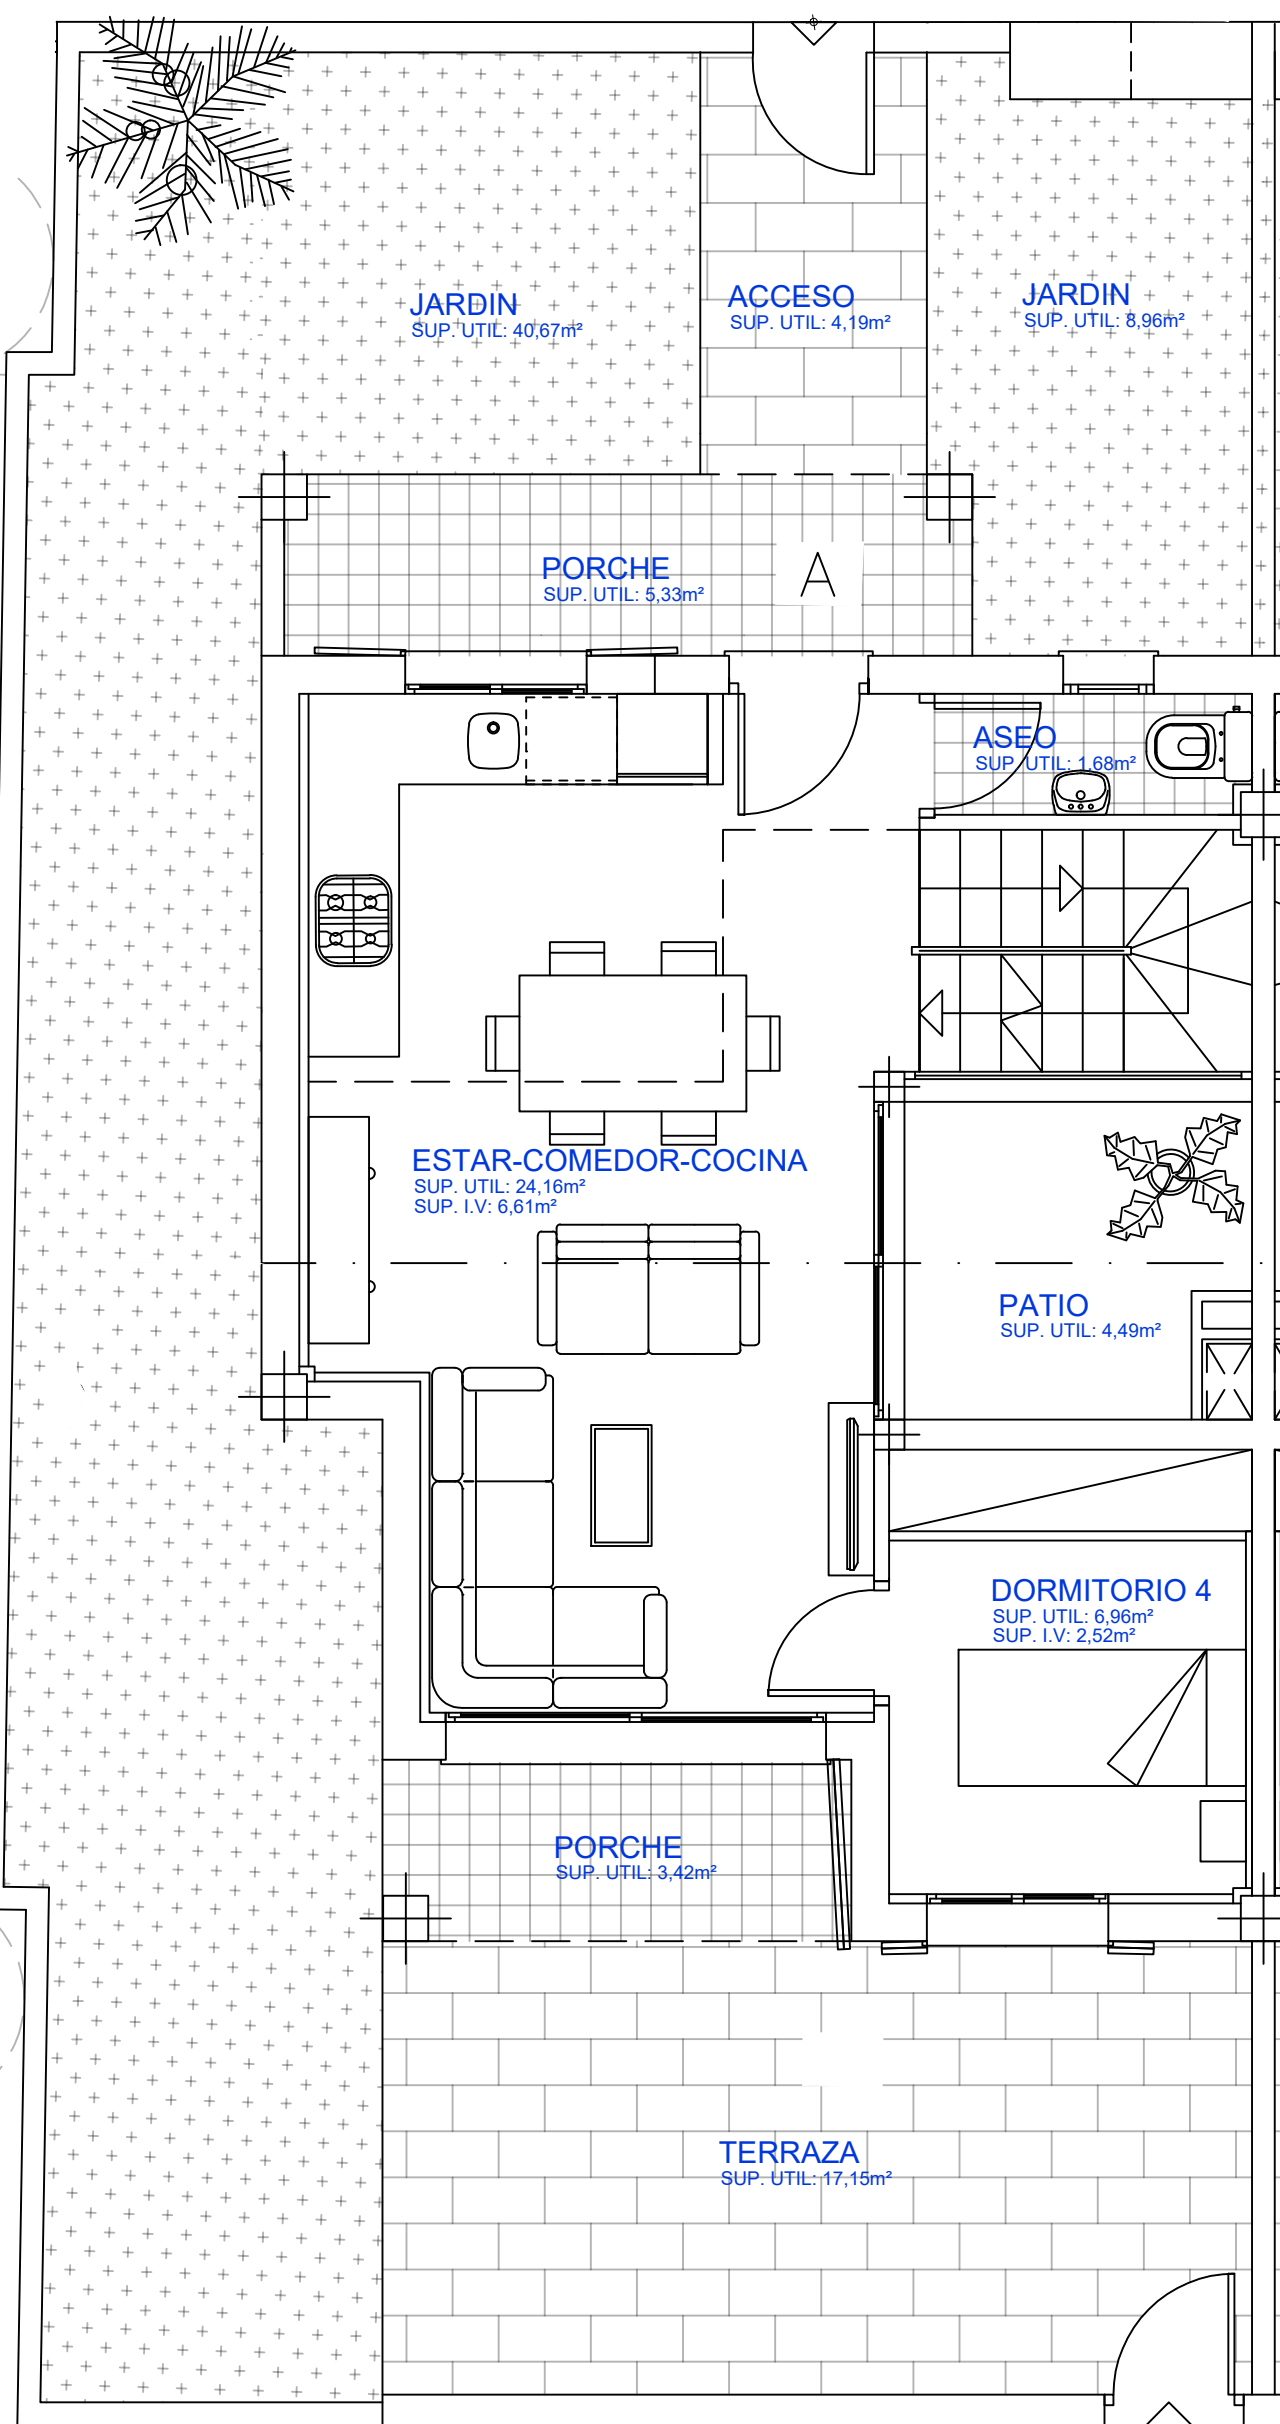 JARDIN
SUP. UTIL: 40,67m²
ACCESO
SUP. UTIL: 4,19m²
JARDIN
SUP. UTIL: 8,96m²
PORCHE
SUP. UTIL: 5,33m²
A
ASEO
SUP. UTIL: 1,68m²
ESTAR-COMEDOR-COCINA
SUP. UTIL: 24,16m²
SUP. I.V: 6,61m²
PATIO
SUP. UTIL: 4,49m²
DORMITORIO 4
SUP. UTIL: 6,96m²
SUP. I.V: 2,52m²
PORCHE
SUP. UTIL: 3,42m²
TERRAZA
SUP. UTIL: 17,15m²